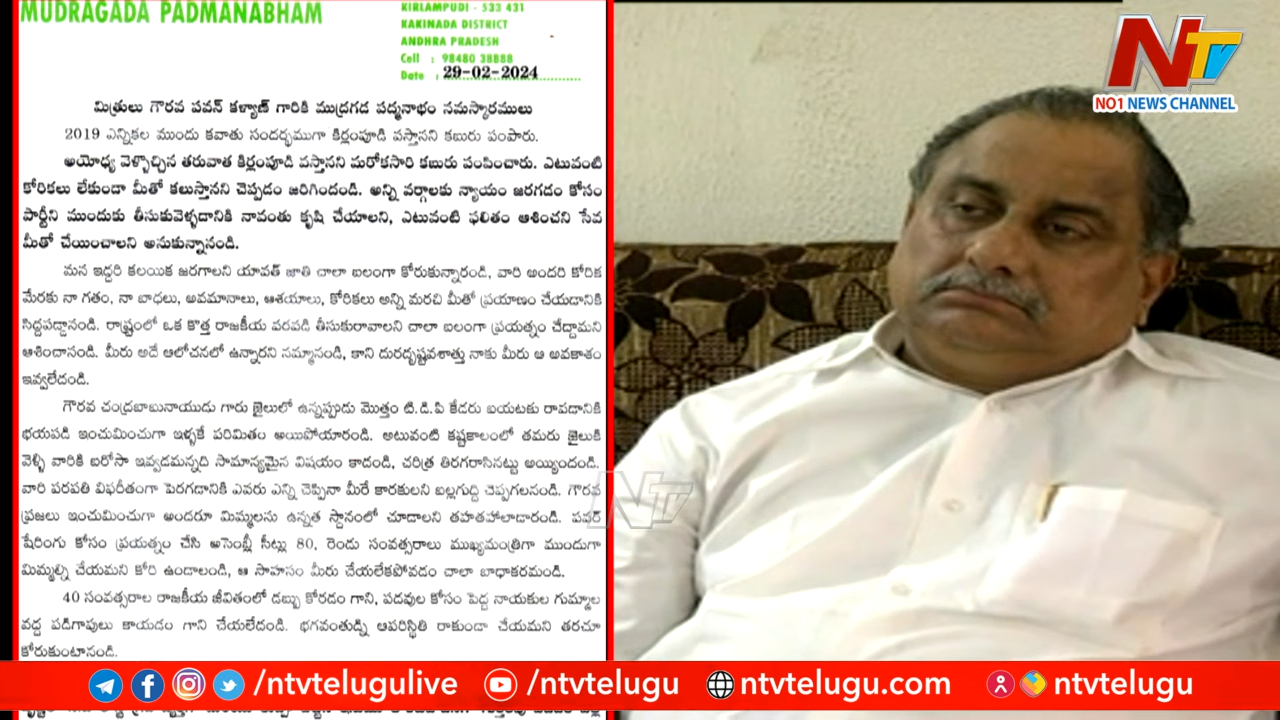 MUDRAGADA PADMANABHAM
KIRLAMPUDI - 533 431
KAKINADA DISTRICT
ANDHRA PRADESH
Cell : 98480 38888
Date : 29-02-2024
మిత్రులు గౌరవ పవన్ కళ్యాణ్ గారికి ముద్రగడ పద్మనాభం నమస్కారములు
2019 ఎన్నికల ముందు కవాతు సందర్భముగా కిర్లంపూడి వస్తానని కబురు పంపారు.
అయోధ్య వెళ్ళొచ్చిన తరువాత కిర్లంపూడి వస్తానని మరోకసారి కబురు పంపించారు. ఎటువంటి
కోరికలు లేకుండా మీతో కలుస్తానని చెప్పడం జరిగిందండి. అన్ని వర్గాలకు న్యాయం జరగడం కోసం
పార్టీని ముందుకు తీసుకువెళ్ళడానికి నావంతు కృషి చేయాలని, ఎటువంటి ఫలితం ఆశించని సేవ
మీతో చేయించాలని అనుకున్నానండి.
మన ఇద్దరి కలయిక జరగాలని యావత్ జాతి చాలా బలంగా కోరుకున్నారండి, వారి అందరి కోరిక
మేరకు నా గతం, నా బాధలు, అవమానాలు, ఆశయాలు, కోరికలు అన్ని మరచి మీతో ప్రయాణం చేయడానికి
సిద్దపడ్డానండి. రాష్ట్రంలో ఒక కొత్త రాజకీయ వరవడి తీసుకురావాలని చాలా బలంగా ప్రయత్నం చేద్దామని
ఆశించానండి. మీరు అదే ఆలోచనలో ఉన్నారని నమ్మానండి, కాని దురదృష్టవశాత్తు నాకు మీరు ఆ అవకాశం
ఇవ్వలేదండి.
గౌరవ చంద్రబాబునాయుడు గారు జైలులో ఉన్నప్పుడు మొత్తం టి.డి.పి కేడరు బయటకు రావడానికి
భయపడి ఇంచుమించుగా ఇళ్ళకే పరిమితం అయిపోయారండి. అటువంటి కష్టకాలంలో తమరు జైలుకి
వెళ్ళి వారికి బరోసా ఇవ్వడమన్నది సామాన్యమైన విషయం కాదండి, చరిత్ర తిరగరాసినట్టు అయ్యిందండి.
వారి పరపతి విఫరీతంగా పెరగడానికి ఎవరు ఎన్ని చెప్పినా మీరే కారకులని బల్లగుద్ది చెప్పగలనండి. గౌరవ
ప్రజలు ఇంచుమించుగా అందరూ మిమ్ములను ఉన్నత స్దానంలో చూడాలని తహతహాలాడారండి. పవర్
షేరింగు కోసం ప్రయత్నం చేసి అసెంబ్లీ సీట్లు 80, రెండు సంవత్సరాలు ముఖ్యమంత్రిగా ముందుగా
మిమ్మల్ని చేయమని కోరి ఉండాలండి, ఆ సాహసం మీరు చేయలేకపోవడం చాలా బాధాకరమండి.
40 సంవత్సరాల రాజకీయ జీవితంలో డబ్బు కోరడం గాని, పదవుల కోసం పెద్ద నాయకుల గుమ్మాల
వద్ద పడిగాపులు కాయడం గాని చేయలేదండి. భగవంతుడ్ని ఆపరిస్థితి రాకుండా చేయమని తరచూ
కోరుకుంటానండి.
NTV
NO1 NEWS CHANNEL
NTV
/ntvtelugulive
/ntvtelugu
ntvtelugu.com
ntvtelugu